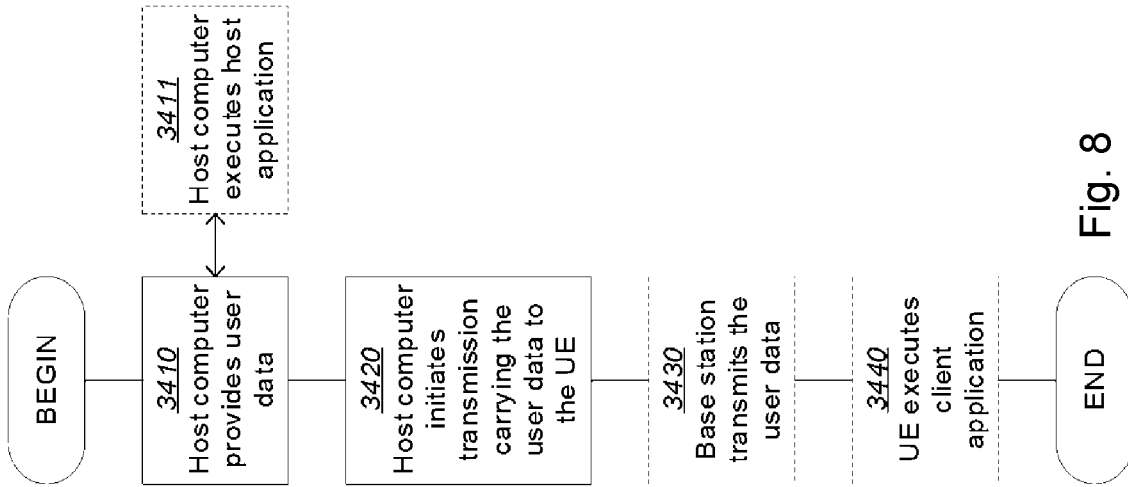 BEGIN
3410
Host computer
provides user
data
3411
Host computer
executes host
application
3420
Host computer
initiates
transmission
carrying the
user data to
the UE
3430
Base station
transmits the
user data
3440
UE executes
client
application
END
Fig. 8